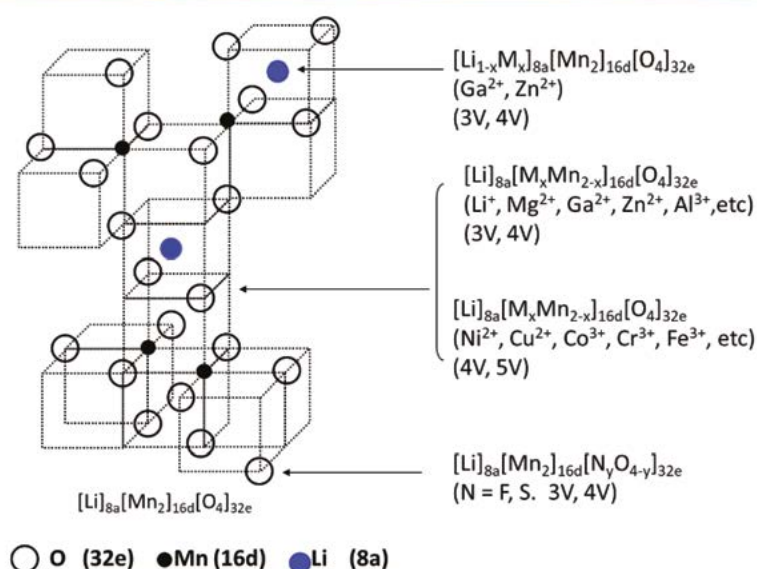 [Li₁₋ₓMₓ]₈ₐ[Mn₂]₁₆d[O₄]₃₂ₑ
(Ga²⁺, Zn²⁺)
(3V, 4V)
[Li]₈ₐ[MₓMn₂₋ₓ]₁₆d[O₄]₃₂ₑ
(Li⁺, Mg²⁺, Ga²⁺, Zn²⁺, Al³⁺,etc)
(3V, 4V)
[Li]₈ₐ[MₓMn₂₋ₓ]₁₆d[O₄]₃₂ₑ
(Ni²⁺, Cu²⁺, Co³⁺, Cr³⁺, Fe³⁺, etc)
(4V, 5V)
[Li]₈ₐ[Mn₂]₁₆d[NyO₄₋y]₃₂ₑ
(N = F, S. 3V, 4V)
[Li]₈ₐ[Mn₂]₁₆d[O₄]₃₂ₑ
O (32e) Mn (16d) Li (8a)